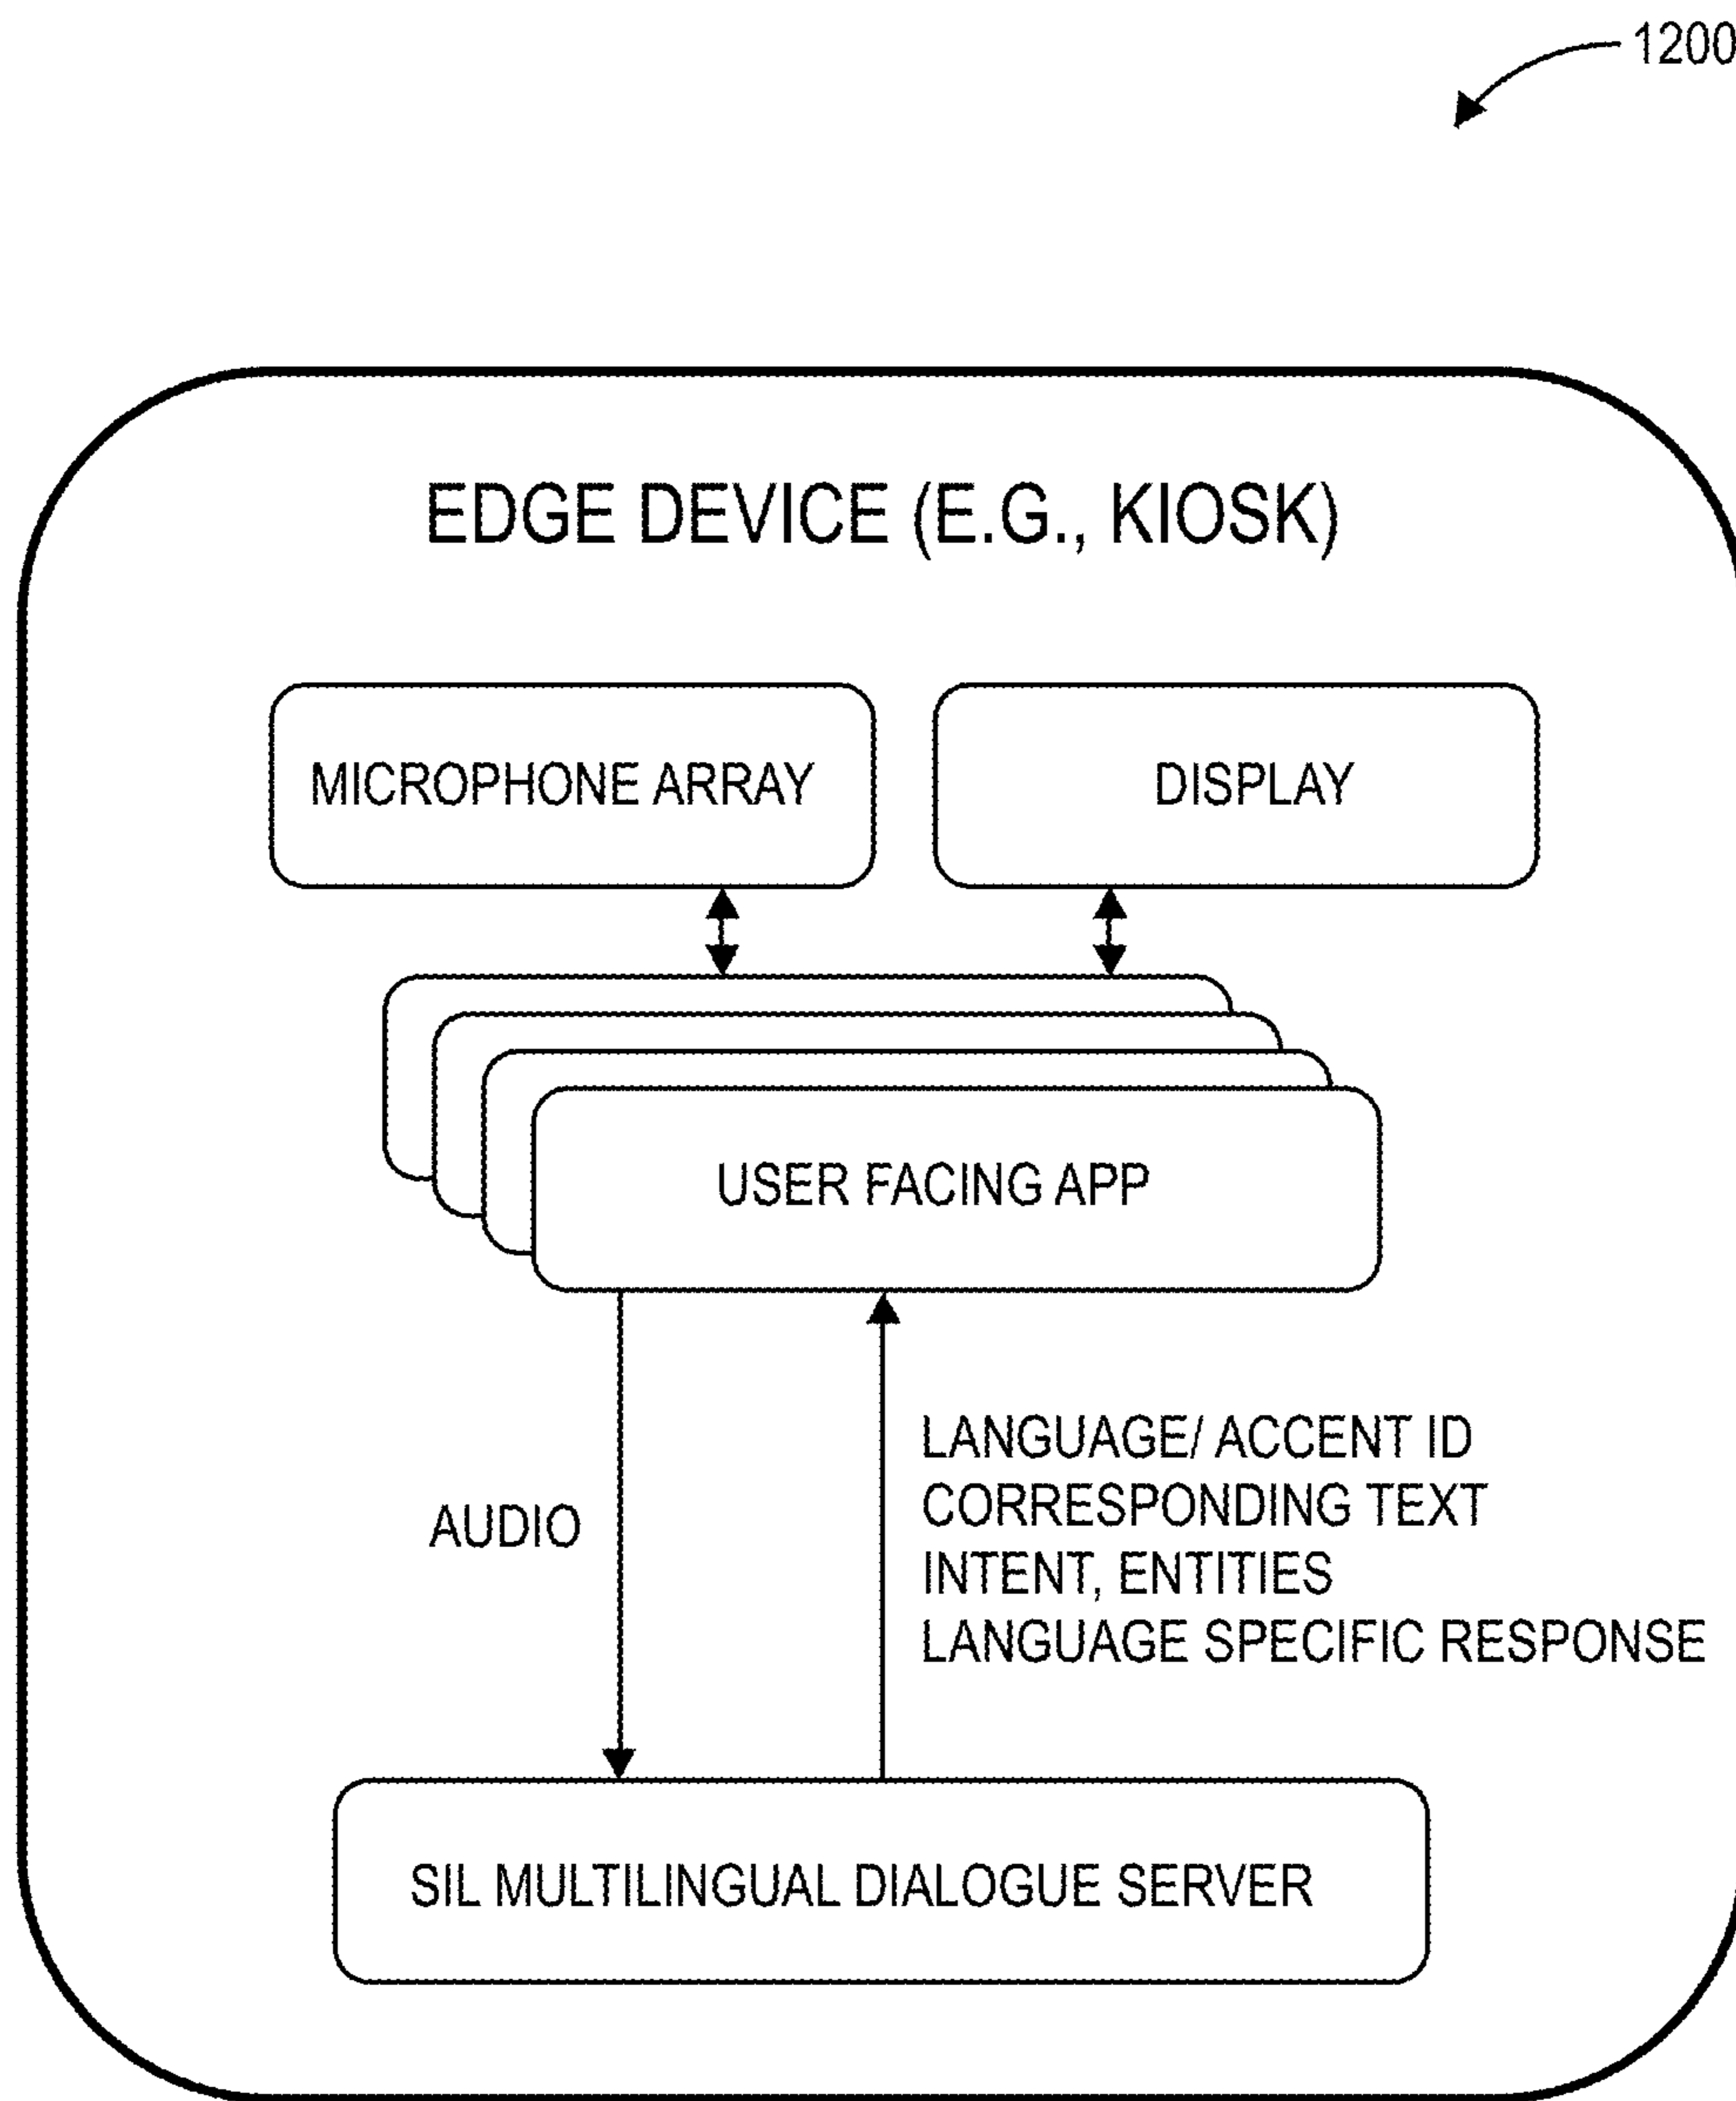 1200
EDGE DEVICE (E.G., KIOSK)
MICROPHONE ARRAY
DISPLAY
USER FACING APP
AUDIO
LANGUAGE/ ACCENT ID
CORRESPONDING TEXT
INTENT, ENTITIES
LANGUAGE SPECIFIC RESPONSE
SIL MULTILINGUAL DIALOGUE SERVER